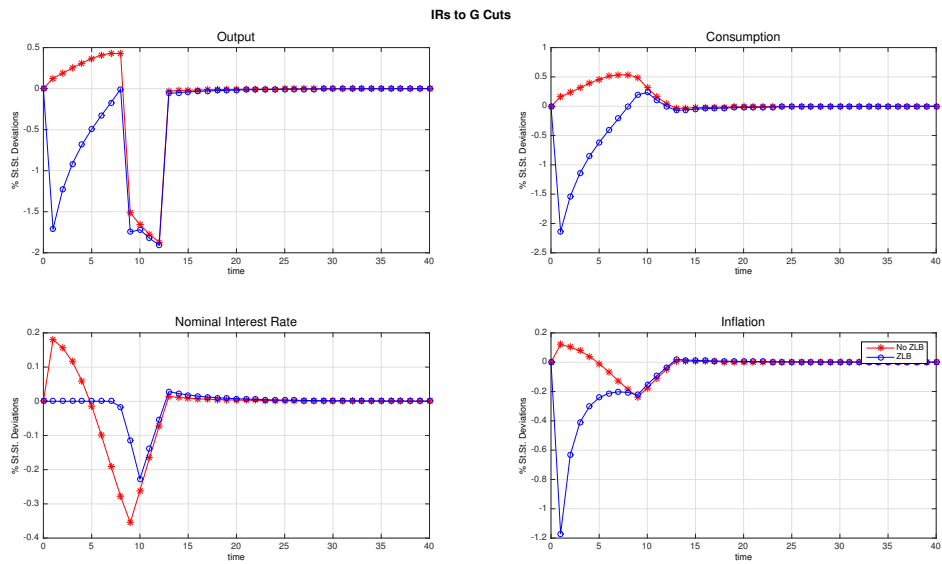 IRs to G Cuts
Output
% St.St. Deviations
0.5
0
-0.5
-1
-1.5
-2
0 5 10 15 20 25 30 35 40
time
Consumption
% St.St. Deviations
1
0.5
0
-0.5
-1
-1.5
-2
-2.5
0 5 10 15 20 25 30 35 40
time
Nominal Interest Rate
% St.St. Deviations
0.2
0.1
0
-0.1
-0.2
-0.3
-0.4
0 5 10 15 20 25 30 35 40
time
Inflation
% St.St. Deviations
0.2
0
-0.2
-0.4
-0.6
-0.8
-1
-1.2
0 5 10 15 20 25 30 35 40
time
No ZLB
ZLB